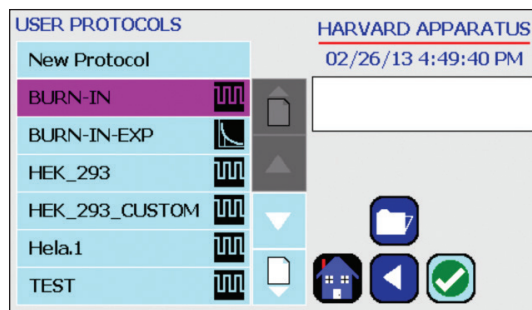 USER PROTOCOLS
New Protocol
BURN-IN
BURN-IN-EXP
HEK_293
HEK_293_CUSTOM
Hela.1
TEST
HARVARD APPARATUS
02/26/13 4:49:40 PM